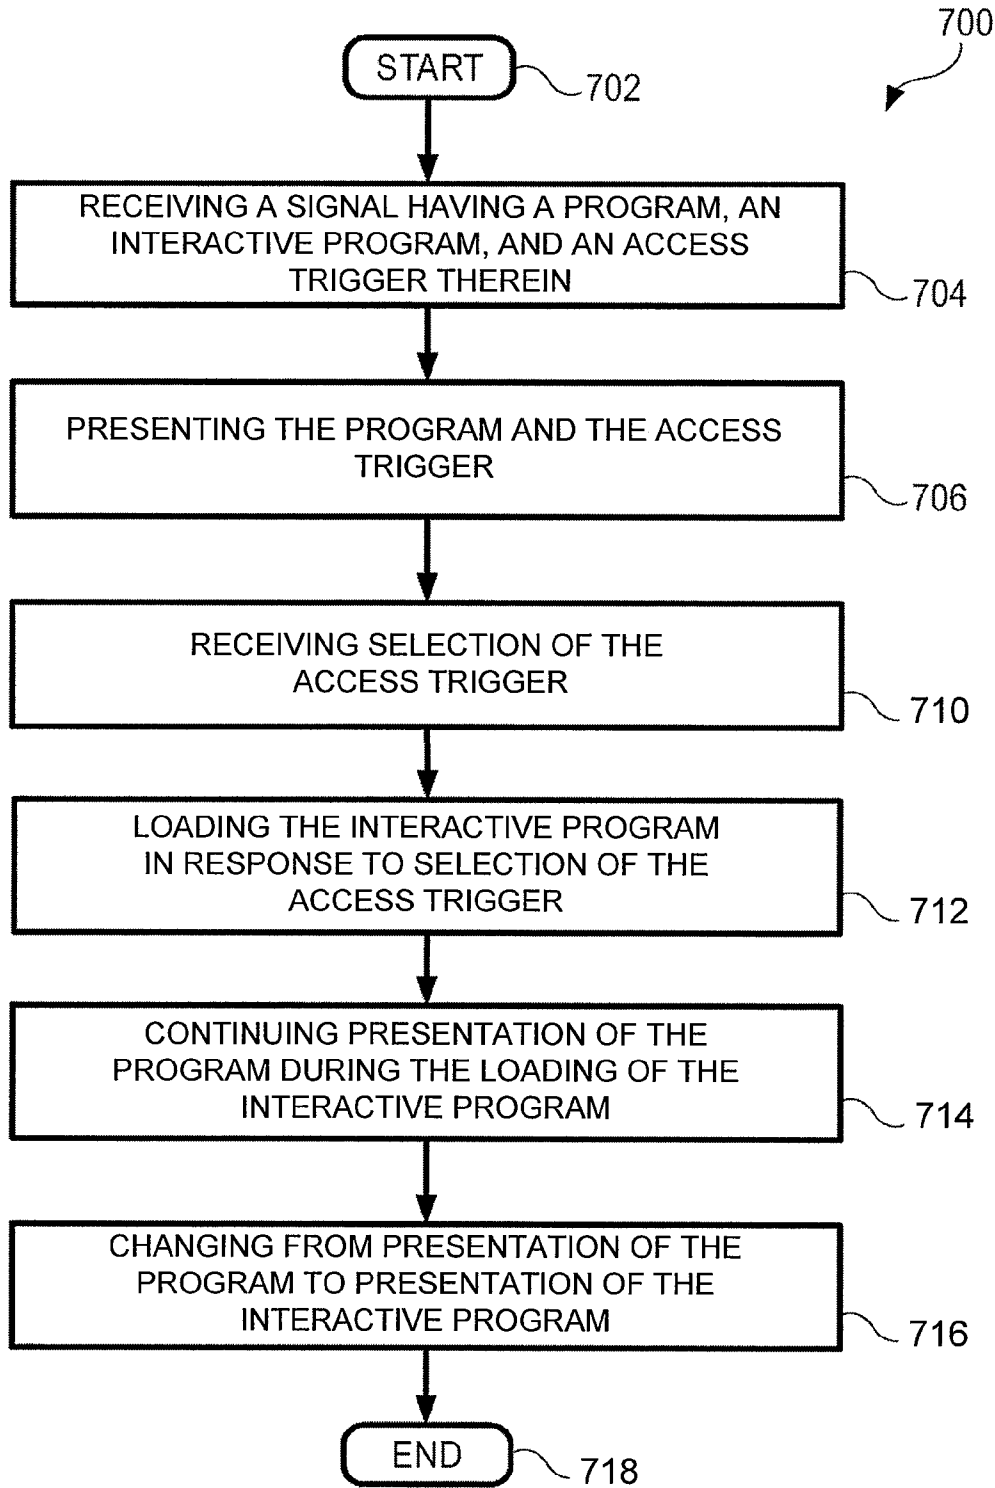 700
START
702
RECEIVING A SIGNAL HAVING A PROGRAM, AN
INTERACTIVE PROGRAM, AND AN ACCESS
TRIGGER THEREIN
704
PRESENTING THE PROGRAM AND THE ACCESS
TRIGGER
706
RECEIVING SELECTION OF THE
ACCESS TRIGGER
710
LOADING THE INTERACTIVE PROGRAM
IN RESPONSE TO SELECTION OF THE
ACCESS TRIGGER
712
CONTINUING PRESENTATION OF THE
PROGRAM DURING THE LOADING OF THE
INTERACTIVE PROGRAM
714
CHANGING FROM PRESENTATION OF THE
PROGRAM TO PRESENTATION OF THE
INTERACTIVE PROGRAM
716
END
718